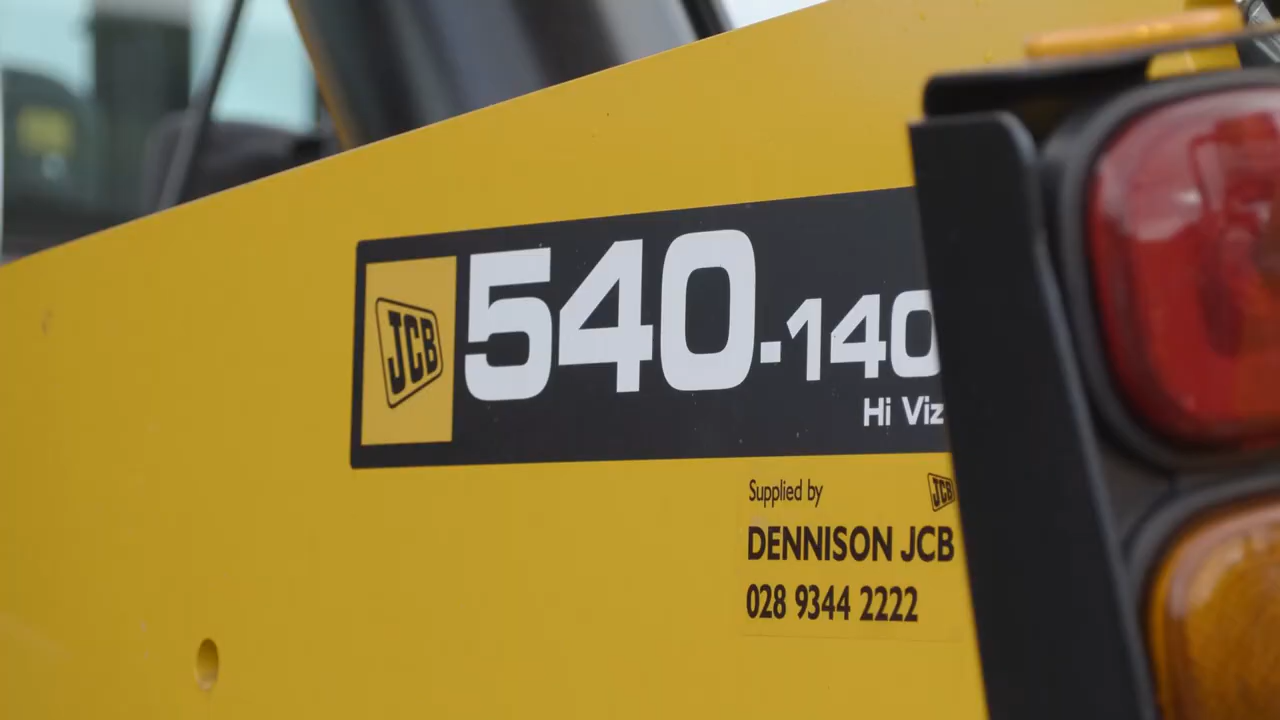 JCB 540-140
Hi Viz
Supplied by JCB
DENNISON JCB
028 9344 2222